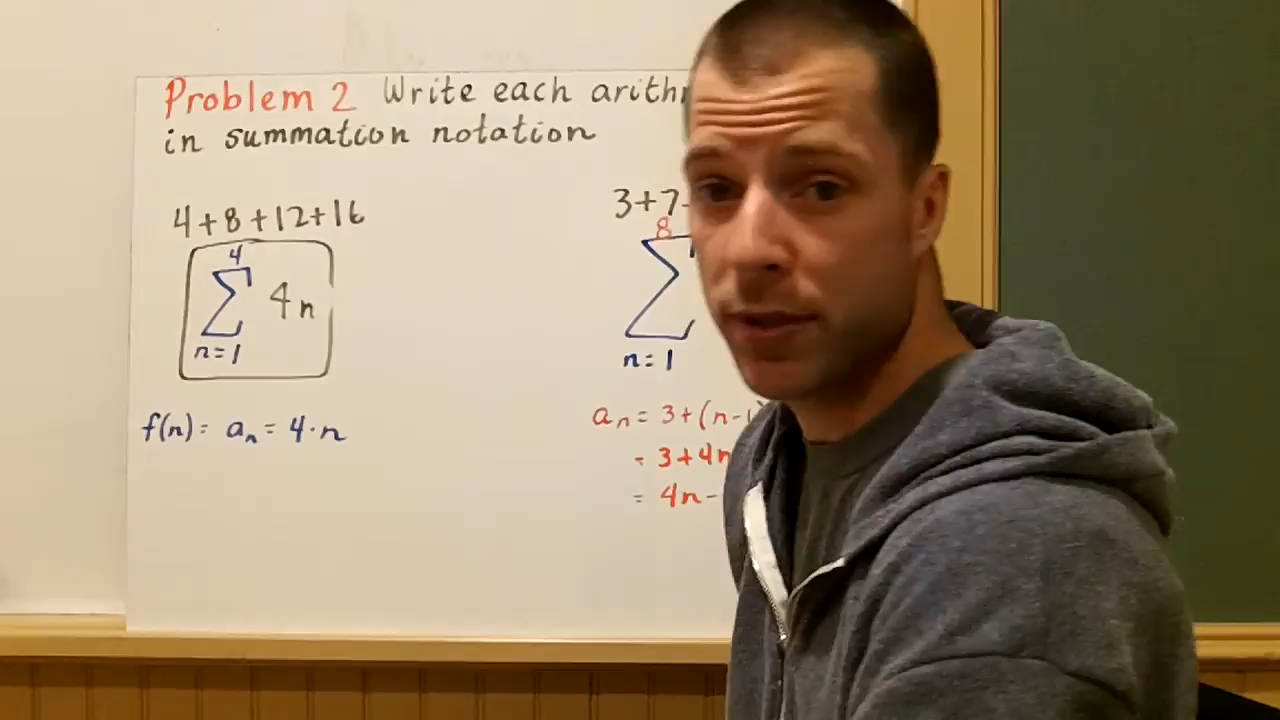 Problem 2 Write each arith
in summation notation
4+8+12+16
4
∑ 4n
n=1
f(n)= aₙ= 4·n
3+7
8
∑
n=1
aₙ= 3+(n-1)
= 3+4n
= 4n-